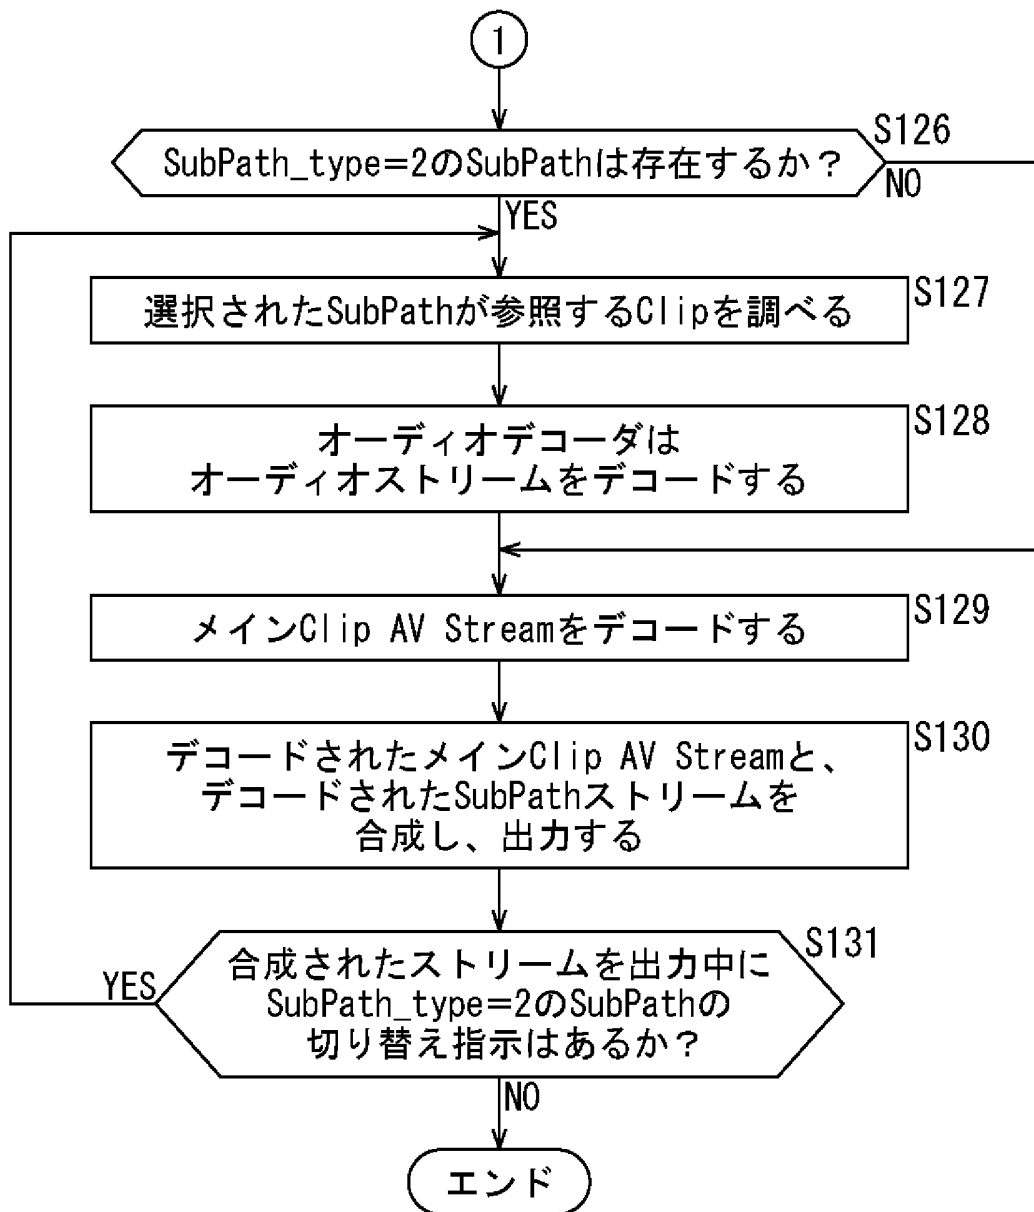 1
S126
SubPath_type=2のSubPathは存在するか？
NO
YES
S127
選択されたSubPathが参照するClipを調べる
S128
オーディオデコーダは
オーディオストリームをデコードする
S129
メインClip AV Streamをデコードする
S130
デコードされたメインClip AV Streamと、
デコードされたSubPathストリームを
合成し、出力する
S131
YES
合成されたストリームを出力中に
SubPath_type=2のSubPathの
切り替え指示はあるか？
NO
エンド